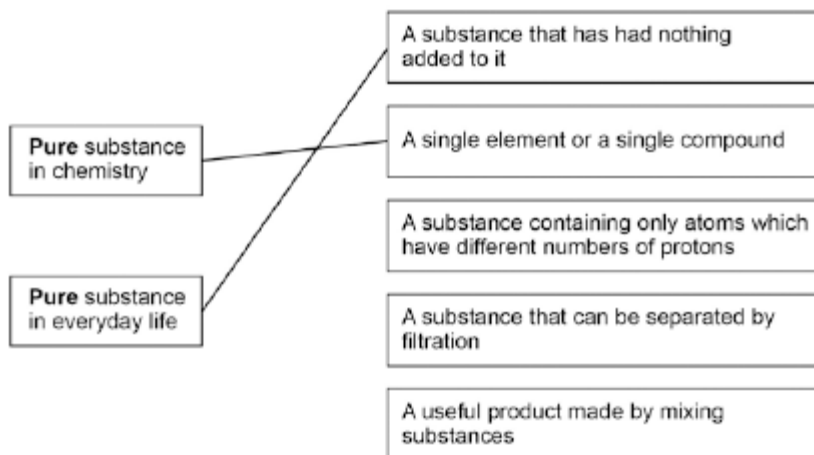 Pure substance
in chemistry
Pure substance
in everyday life
A substance that has had nothing
added to it
A single element or a single compound
A substance containing only atoms which
have different numbers of protons
A substance that can be separated by
filtration
A useful product made by mixing
substances